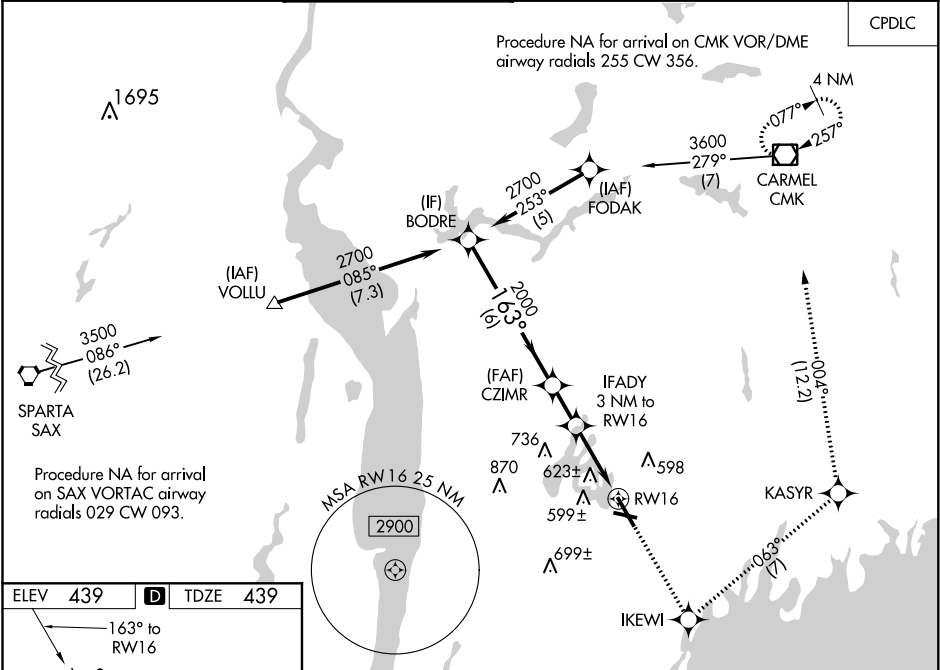 CPDLC
Procedure NA for arrival on CMK VOR/DME
airway radials 255 CW 356.
1695
4 NM
077°
257°
3600
279°
(7)
CARMEL
CMK
2700
253°
(5)
(IAF)
FODAK
(IF)
BODRE
2700
085°
(7.3)
(IAF)
VOLLU
2000
163°
(6)
3500
086°
(26.2)
SPARTA
SAX
(FAF)
CZIMR
IFADY
3 NM to
RW16
004°
(12.2)
736
870
623±
598
599±
RW16
KASYR
699±
063°
(7)
IKEWI
Procedure NA for arrival
on SAX VORTAC airway
radials 029 CW 093.
MSA RW16 25 NM
2900
ELEV 439 D TDZE 439
163° to
RW16